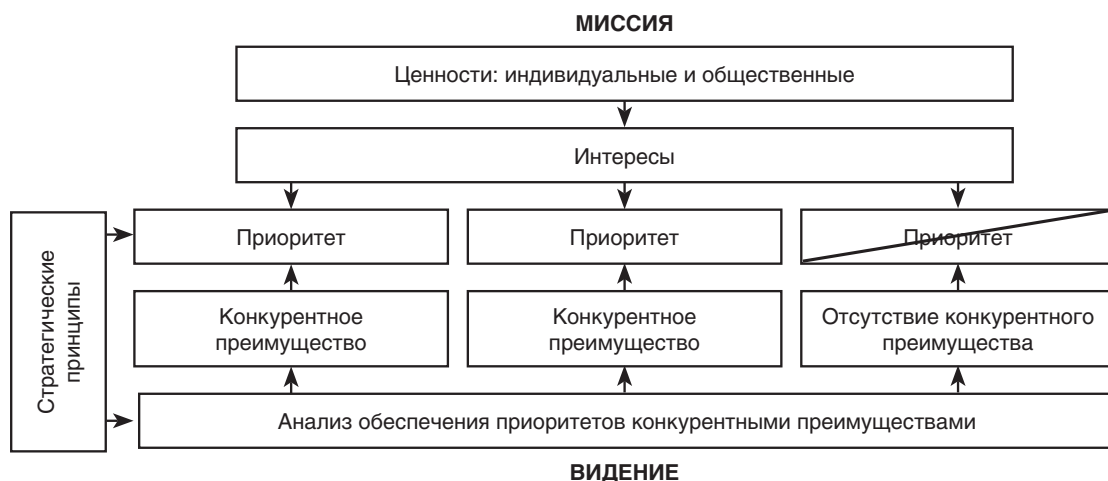 МИССИЯ
Ценности: индивидуальные и общественные
Интересы
Стратегические
принципы
Приоритет
Приоритет
Приоритет
Конкурентное
преимущество
Конкурентное
преимущество
Отсутствие конкурентного
преимущества
Анализ обеспечения приоритетов конкурентными преимуществами
ВИДЕНИЕ